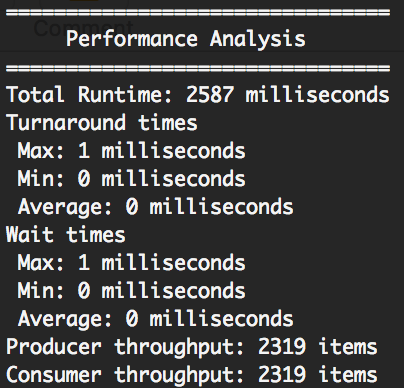 ================================
Comment
Performance Analysis
================================
Total Runtime: 2587 milliseconds
Turnaround times
Max: 1 milliseconds
Min: 0 milliseconds
Average: 0 milliseconds
Wait times
Max: 1 milliseconds
Min: 0 milliseconds
Average: 0 milliseconds
Producer throughput: 2319 items
Consumer throughput: 2319 items